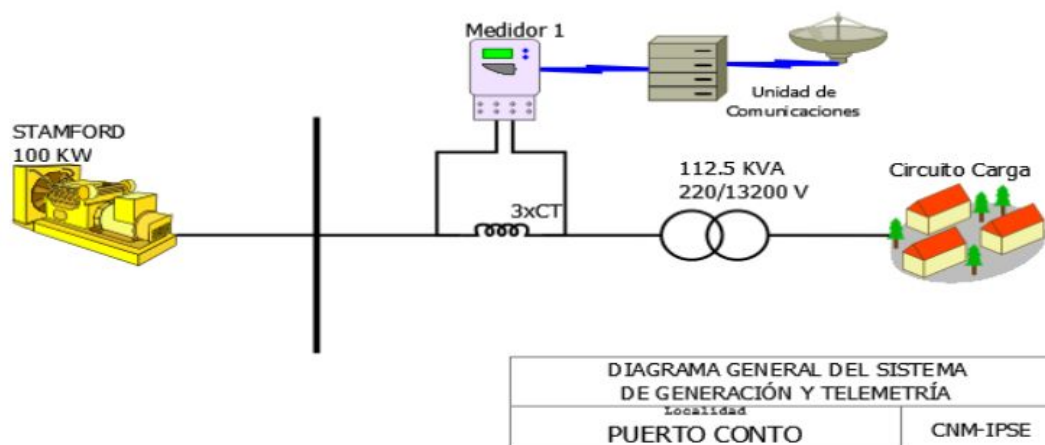 Medidor 1
Unidad de
Comunicaciones
STAMFORD
100 KW
3xCT
112.5 KVA
220/13200 V
Circuito Carga
DIAGRAMA GENERAL DEL SISTEMA
DE GENERACIÓN Y TELEMETRÍA
Localidad
PUERTO CONTO
CNM-IPSE